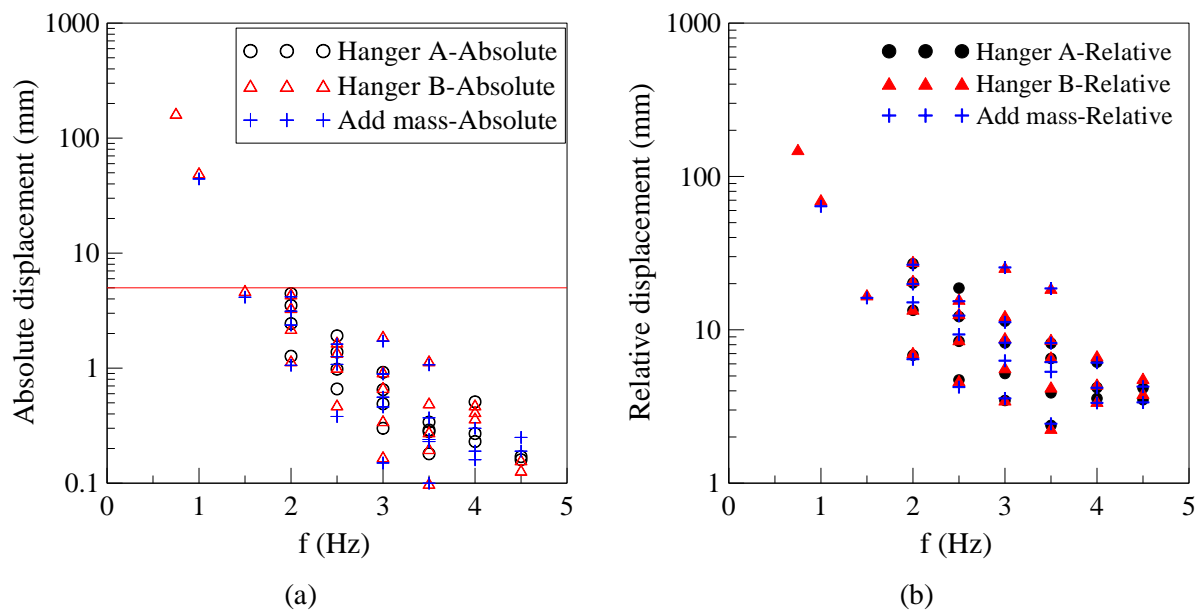 1000
100
10
1
0.1
Absolute displacement (mm)
Hanger A-Absolute
Hanger B-Absolute
Add mass-Absolute
0 1 2 3 4 5
f (Hz)
(a)
1000
100
10
1
Relative displacement (mm)
Hanger A-Relative
Hanger B-Relative
Add mass-Relative
0 1 2 3 4 5
f (Hz)
(b)